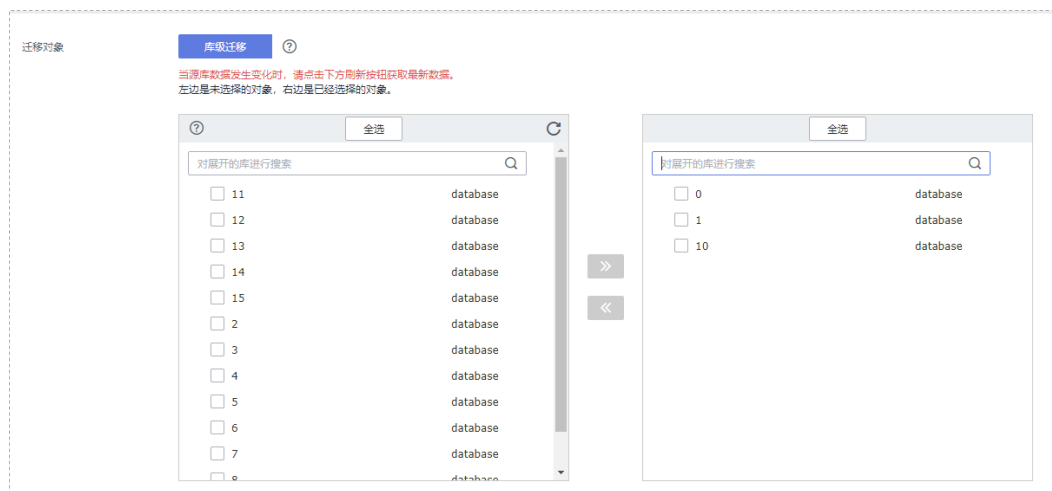 迁移对象
库级迁移
当源库数据发生变化时，请点击下方刷新按钮获取最新数据。
左边是未选择的对象，右边是已经选择的对象。
全选
对展开的库进行搜索
11 database
12 database
13 database
14 database
15 database
2 database
3 database
4 database
5 database
6 database
7 database
8 database
全选
对展开的库进行搜索
0 database
1 database
10 database